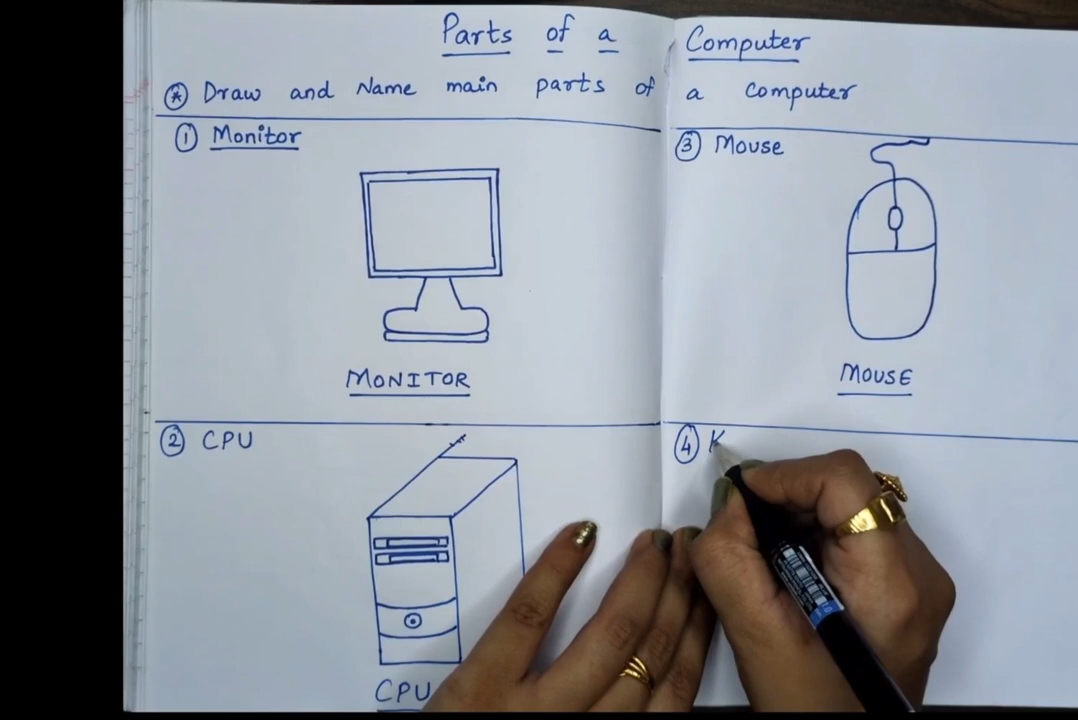 Parts of a Computer
* Draw and Name main parts of a computer
1 Monitor
MONITOR
2 CPU
CPU
3 Mouse
MOUSE
4 K